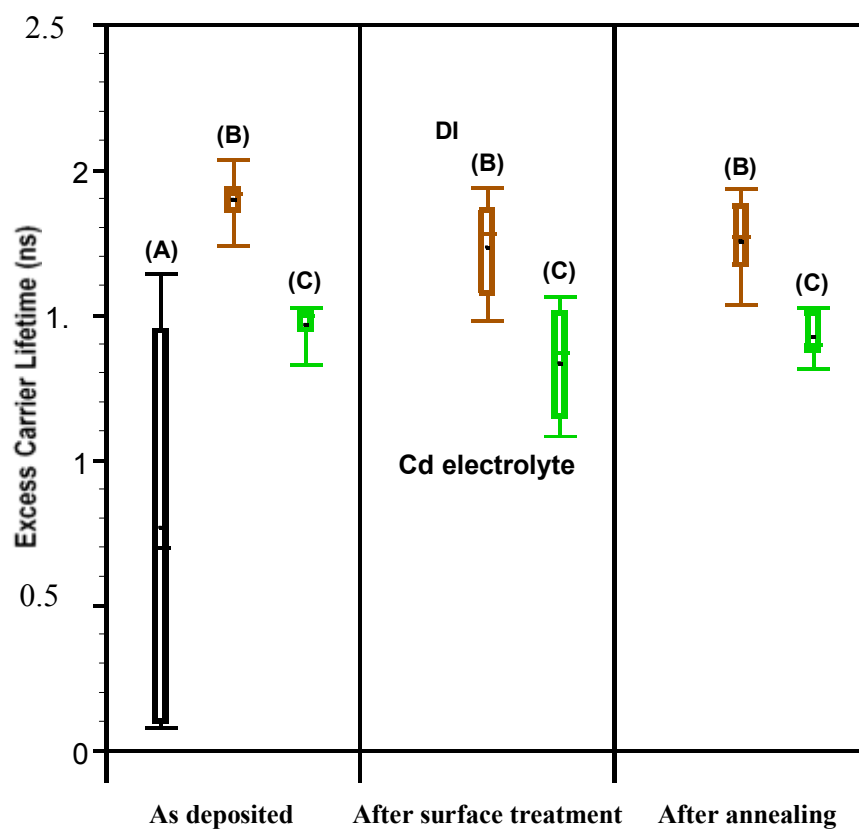 Excess Carrier Lifetime (ns)
2.5
2
1.
1
0.5
0
(A)
(B)
(C)
DI
(B)
(C)
Cd electrolyte
(B)
(C)
As deposited
After surface treatment
After annealing